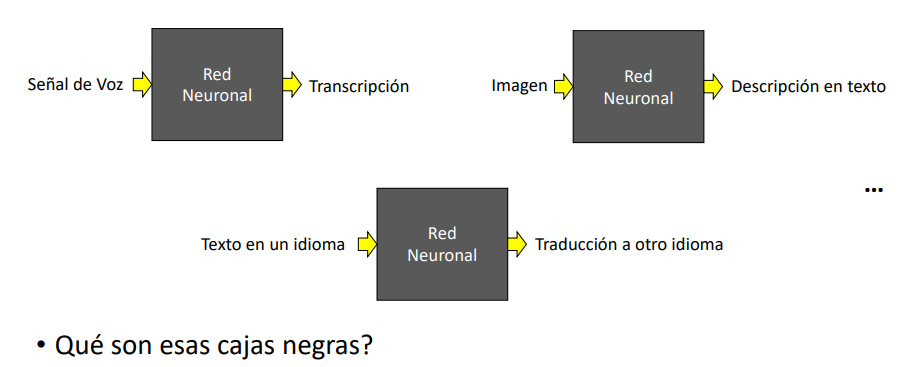 Señal de Voz
Red
Neuronal
Transcripción
Imagen
Red
Neuronal
Descripción en texto
...
Texto en un idioma
Red
Neuronal
Traducción a otro idioma
• Qué son esas cajas negras?